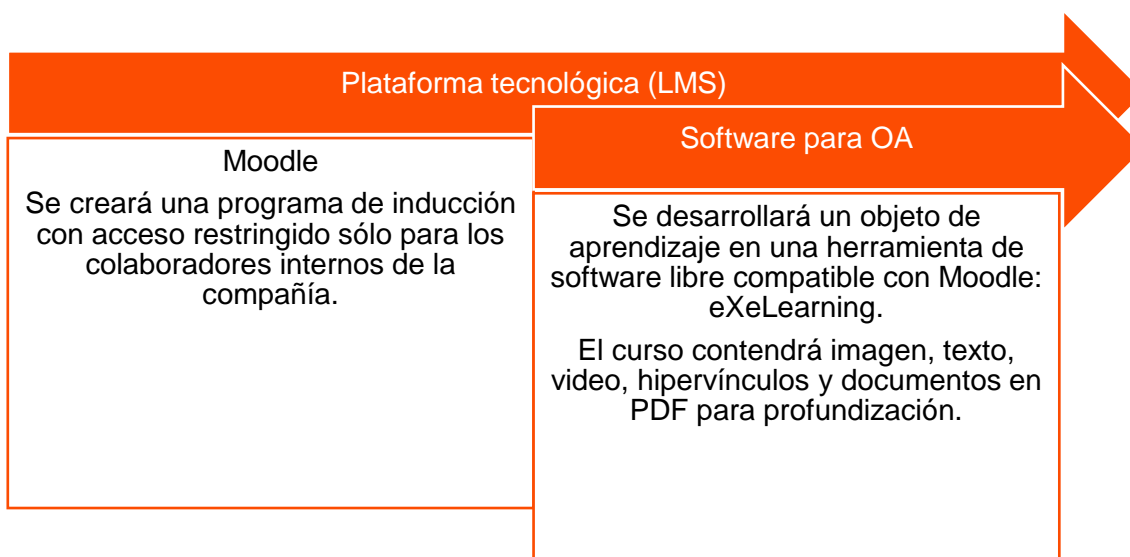 Plataforma tecnológica (LMS)
Moodle
Se creará una programa de inducción
con acceso restringido sólo para los
colaboradores internos de la
compañía.
Software para OA
Se desarrollará un objeto de
aprendizaje en una herramienta de
software libre compatible con Moodle:
eXeLearning.
El curso contendrá imagen, texto,
video, hipervínculos y documentos en
PDF para profundización.